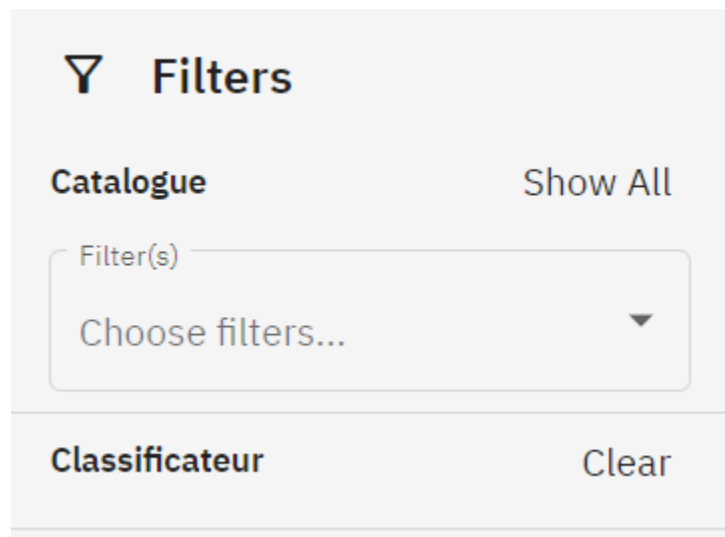 Filters
Catalogue Show All
Filter(s)
Choose filters...
Classificateur Clear